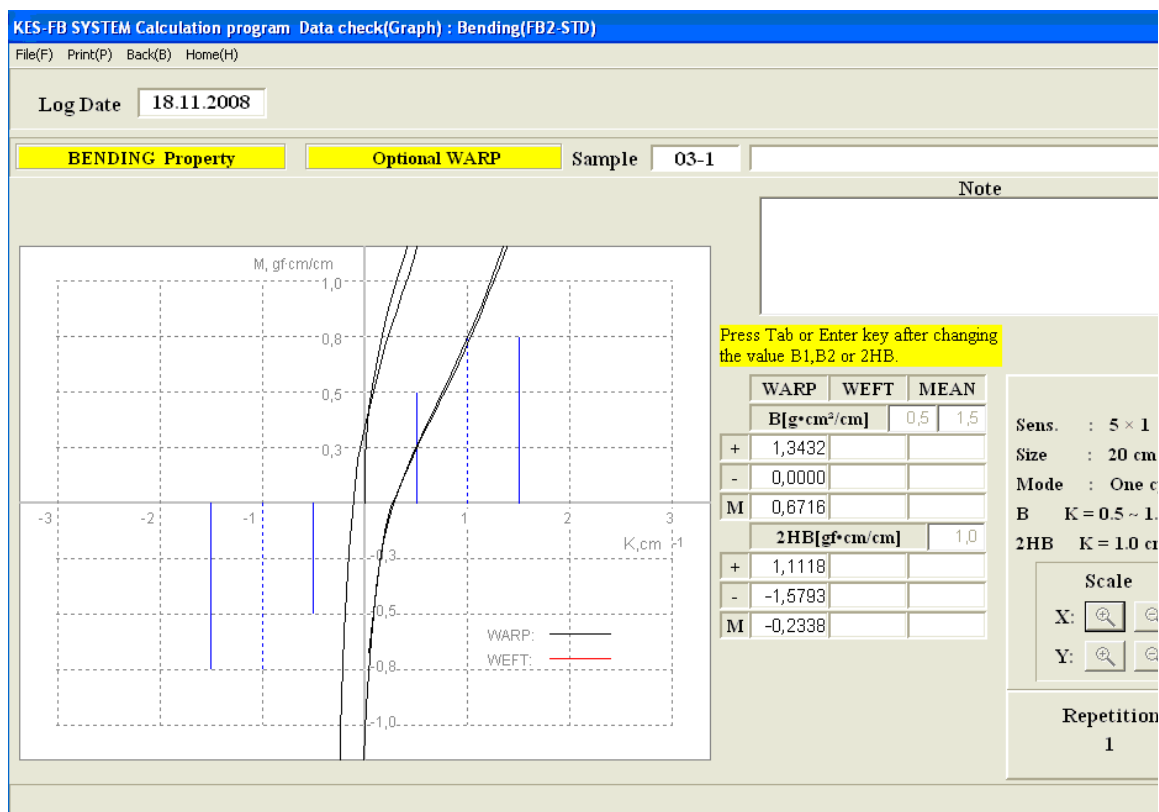 KES-FB SYSTEM Calculation program Data check(Graph) : Bending(FB2-STD)
File(F) Print(P) Back(B) Home(H)
Log Date 18.11.2008
BENDING Property Optional WARP Sample 03-1
Note
M, gf·cm/cm
1,0
0,8
0,5
0,3
-3 -2 -1 1 2 3
K,cm -1
-0,3
-0,5
-0,8
-1,0
WARP:
WEFT:
Press Tab or Enter key after changing
the value B1,B2 or 2HB.
WARP WEFT MEAN
B[g•cm²/cm] 0,5 1,5
+ 1,3432
- 0,0000
M 0,6716
2HB[gf•cm/cm] 1,0
+ 1,1118
- -1,5793
M -0,2338
Sens. : 5 × 1
Size : 20 cm
Mode : One c
B K = 0.5 ~ 1.
2HB K = 1.0 c
Scale
X:
Y:
Repetition
1